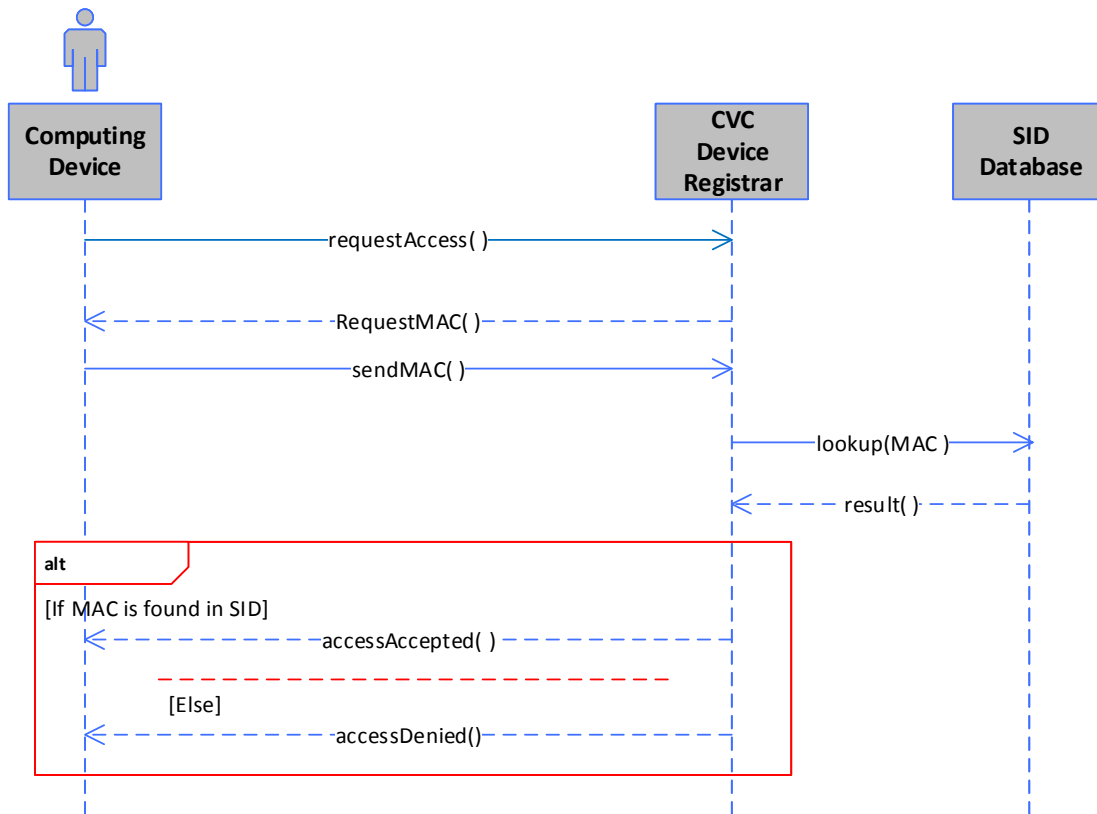 Computing
Device
CVC
Device
Registrar
SID
Database
requestAccess( )
RequestMAC( )
sendMAC( )
lookup(MAC )
result( )
alt
[If MAC is found in SID]
accessAccepted( )
[Else]
accessDenied()